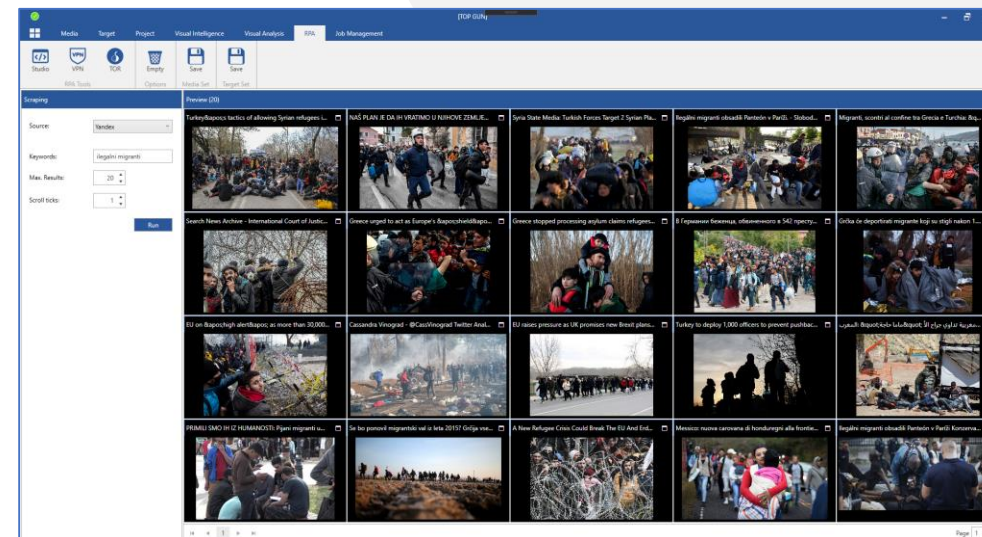 [TOP GUN]
Media Target Project Visual Intelligence Visual Analysis RPA Job Management
Studio VPN TOR Empty Save Save
RPA Tools Options Media Set Target Set
Scraping
Preview (20)
Source: Yandex
Keywords: ilegalni migranti
Max. Results: 20
Scroll ticks: 1
Run
Turkey&apos;s tactics of allowing Syrian refugees i...
NAŠ PLAN JE DA IH VRATIMO U NJIHOVE ZEMLJE...
Syria State Media: Turkish Forces Target 2 Syrian Pla...
Ilegálni migranti obsadili Panteón v Paríži. - Slobod...
Migranti, scontri al confine tra Grecia e Turchia: &q...
Search News Archive - International Court of Justic...
Greece urged to act as Europe's &apos;shield&apo...
Greece stopped processing asylum claims refugees...
В Германии беженца, обвиненного в 542 престу...
Grčka će deportirati migrante koji su stigli nakon 1...
EU on &apos;high alert&apos; as more than 30,000...
Cassandra Vinograd - @CassVinograd Twitter Anal...
EU raises pressure as UK promises new Brexit plans...
Turkey to deploy 1,000 officers to prevent pushbac...
PRIMILI SMO IH IZ HUMANOSTI: Pijani migranti u...
Se bo ponovil migrantski val iz leta 2015? Grčija vse...
A New Refugee Crisis Could Break The EU And Erd...
Messico: nuova carovana di honduregni alla frontie...
Ilegálni migranti obsadili Panteón v Paríži Konzerva...
1
Page 1